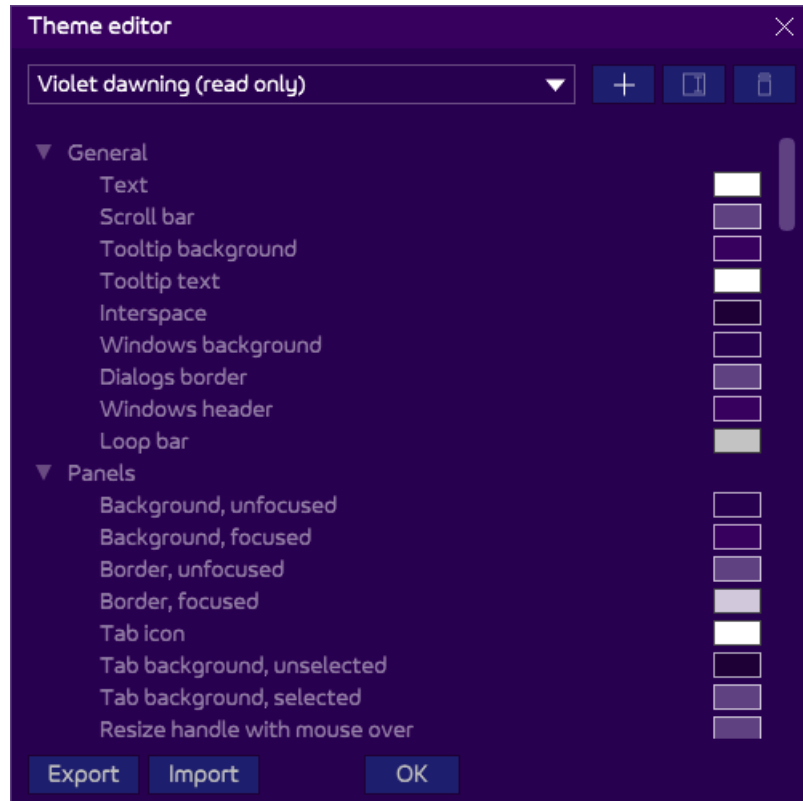 Theme editor
Violet dawning (read only)
General
Text
Scroll bar
Tooltip background
Tooltip text
Interspace
Windows background
Dialogs border
Windows header
Loop bar
Panels
Background, unfocused
Background, focused
Border, unfocused
Border, focused
Tab icon
Tab background, unselected
Tab background, selected
Resize handle with mouse over
Export Import OK